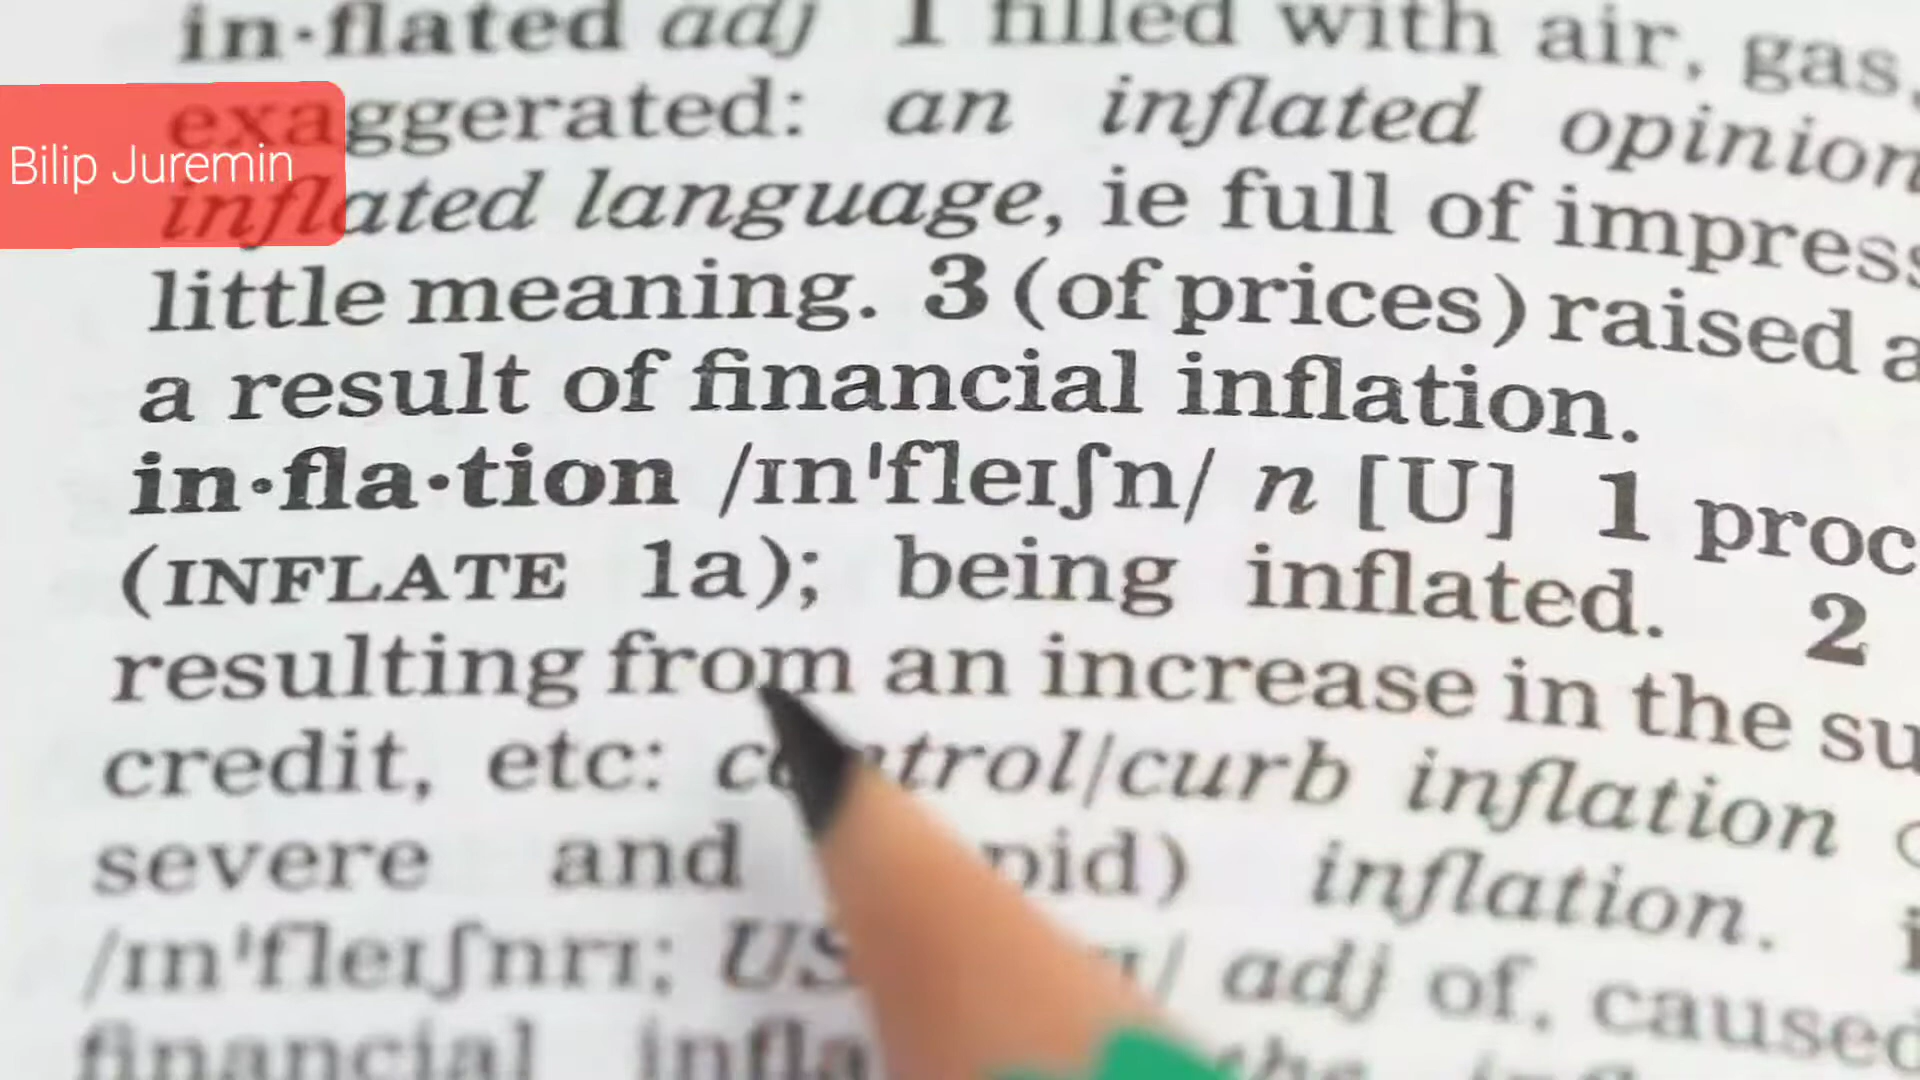 in·flated adj 1 filled with air, gas,
exaggerated: an inflated opinion
Bilip Juremin
inflated language, ie full of impress
little meaning. 3 (of prices) raised a
a result of financial inflation.
in·fla·tion /ɪnˈfleɪʃn/ n [U] 1 proc
(INFLATE 1a); being inflated. 2
resulting from an increase in the su
credit, etc: control/curb inflation
severe and inflation.
/ɪnˈfleɪʃnrɪ; US adj of, caused
financial infla